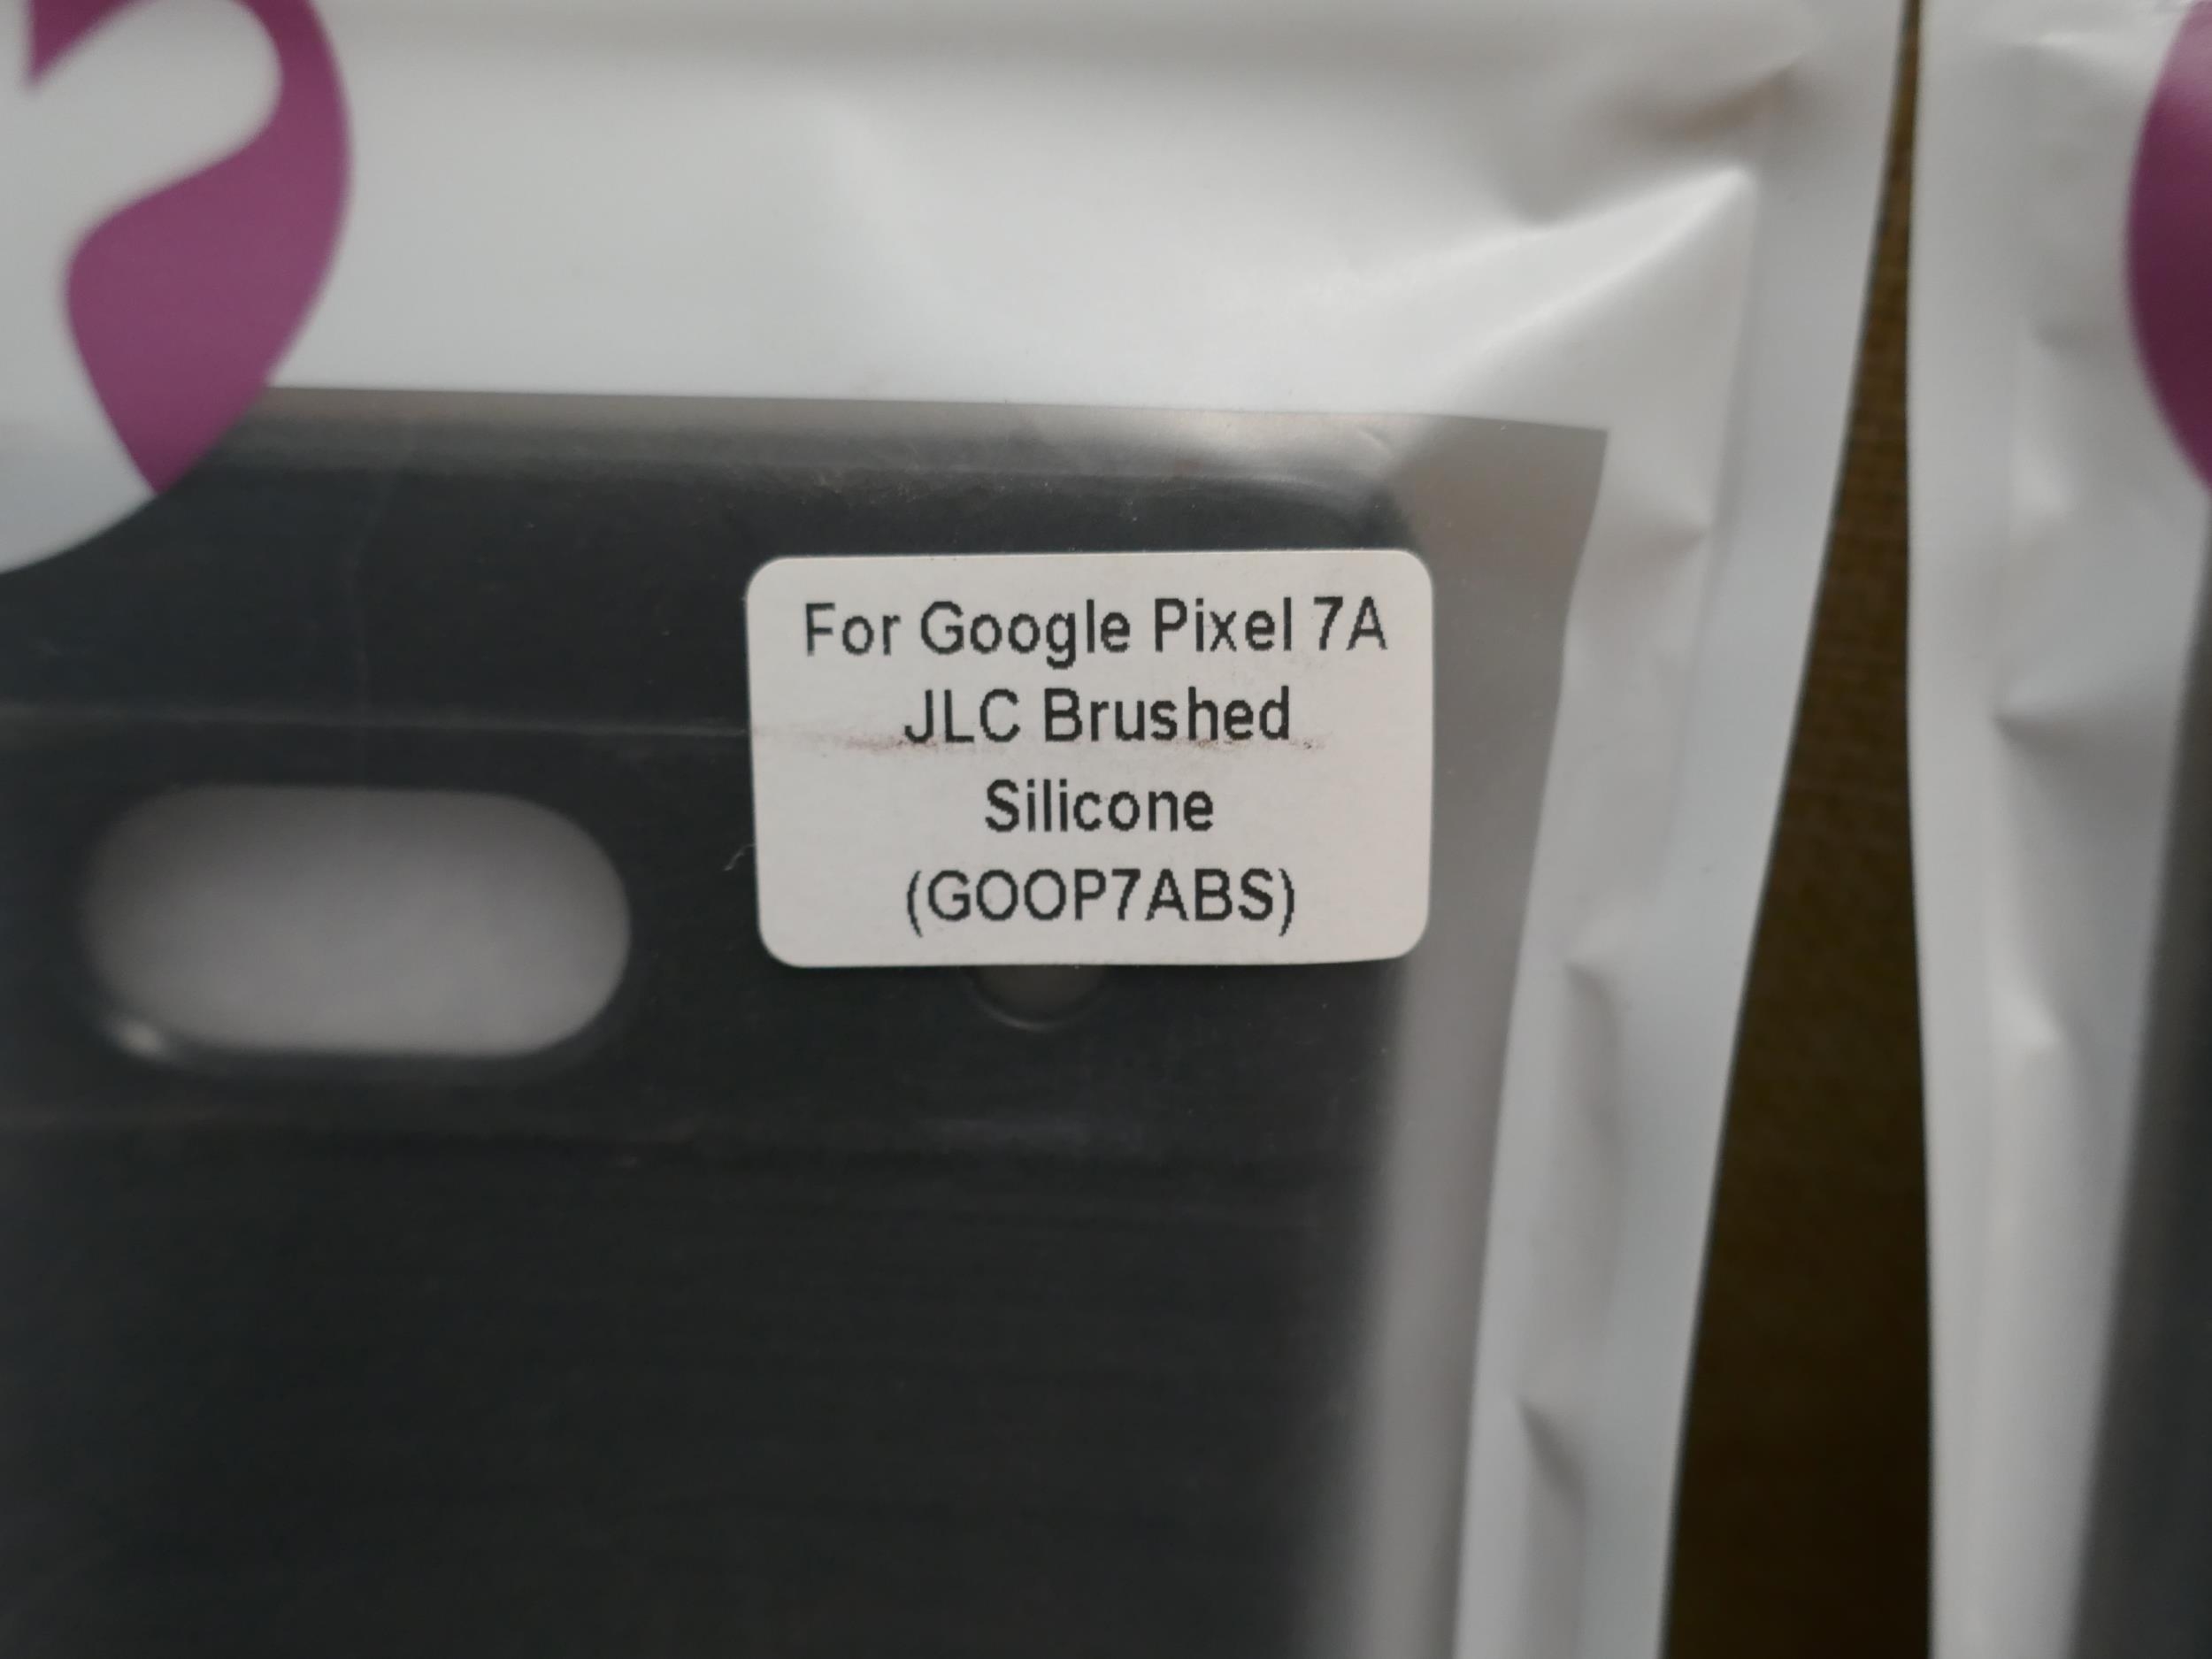 For Google Pixel 7A
JLC Brushed
Silicone
(GOOP7ABS)